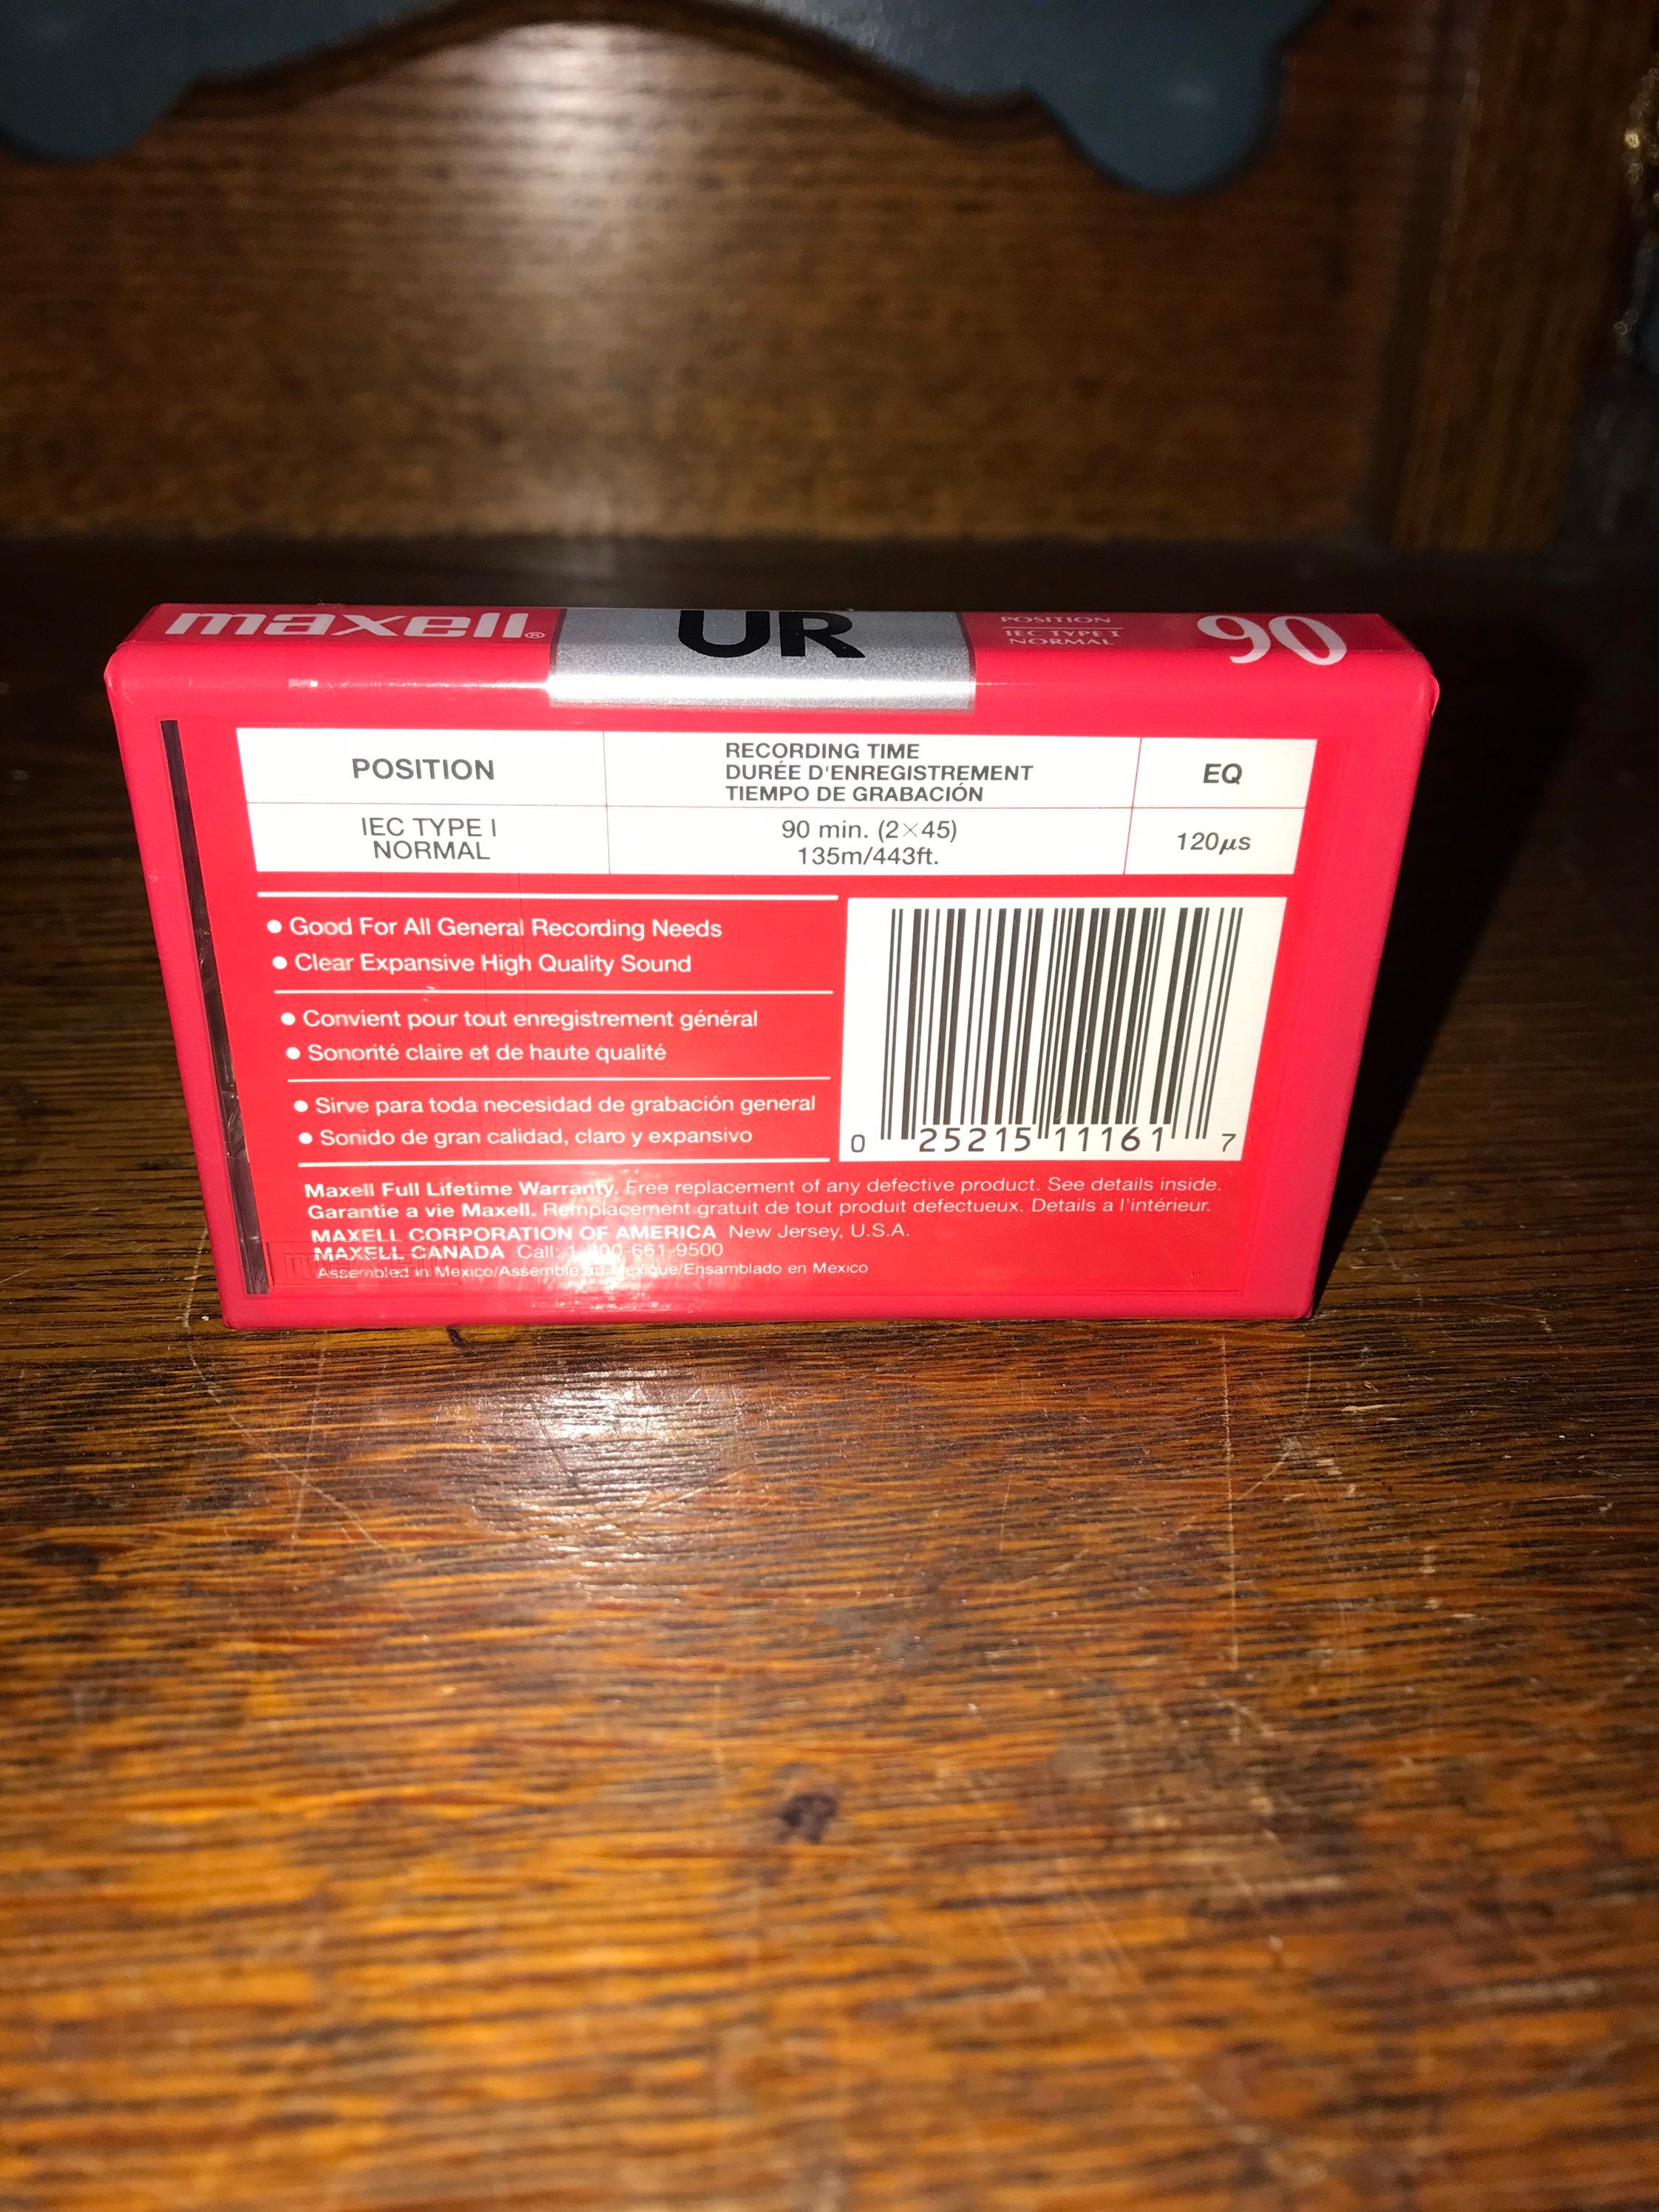 maxell®
UR
POSITION
IEC TYPE I
NORMAL
90
POSITION
RECORDING TIME
DURÉE D'ENREGISTREMENT
TIEMPO DE GRABACIÓN
EQ
IEC TYPE I
NORMAL
90 min. (2×45)
135m/443ft.
120µs
● Good For All General Recording Needs
● Clear Expansive High Quality Sound
● Convient pour tout enregistrement général
● Sonorité claire et de haute qualité
● Sirve para toda necesidad de grabación general
● Sonido de gran calidad, claro y expansivo
0 25215 11161 7
Maxell Full Lifetime Warranty. Free replacement of any defective product. See details inside.
Garantie a vie Maxell. Remplacement gratuit de tout produit defectueux. Details a l'intérieur.
MAXELL CORPORATION OF AMERICA New Jersey, U.S.A.
MAXELL CANADA Call: 1-800-661-9500
Assembled in Mexico/Assemble au Mexique/Ensamblado en Mexico